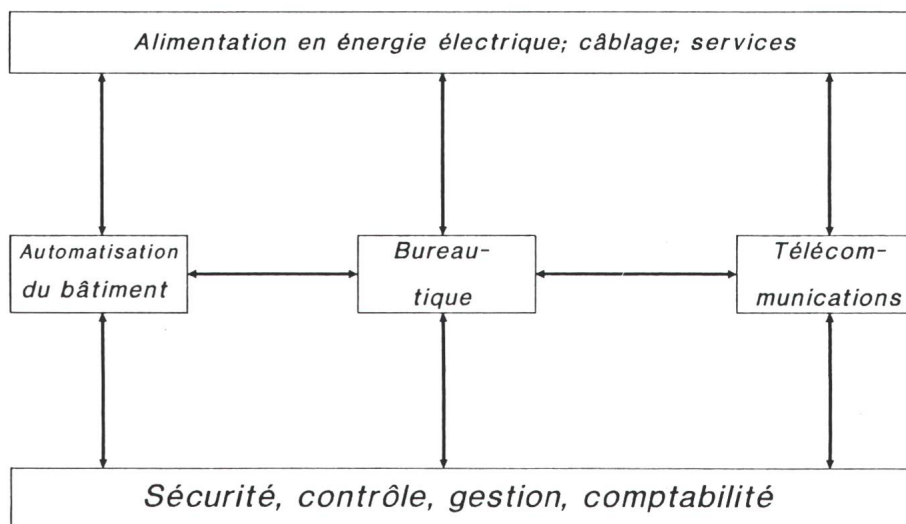 Alimentation en énergie électrique; câblage; services
Automatisation
du bâtiment
Bureau-
tique
Télécom-
munications
Sécurité, contrôle, gestion, comptabilité